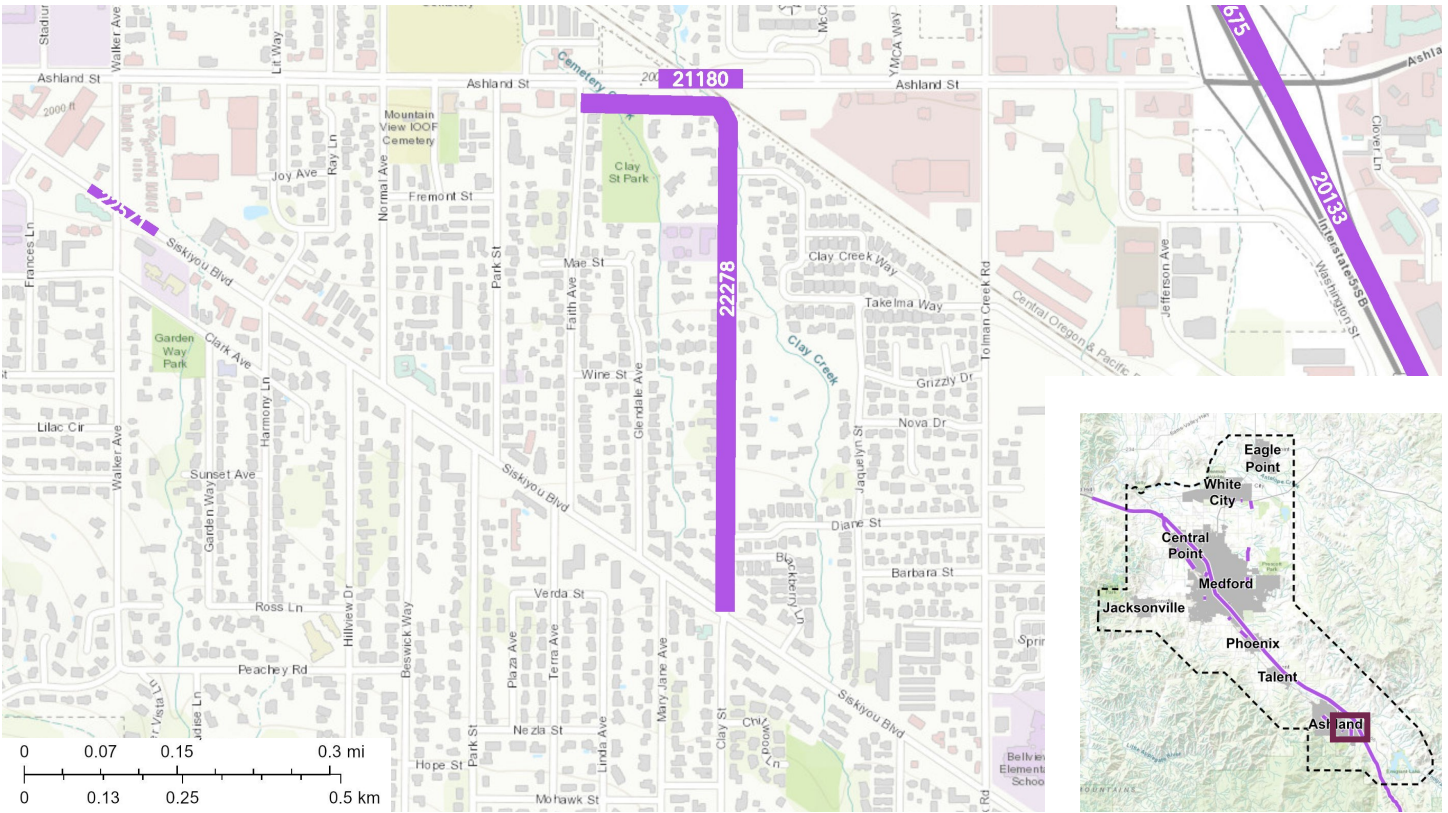 Cemetery
Walker Ave
Lit Way
YMCA Way
675
Ashland St
2000 ft
Ashland St
Cemetery
200
21180
Ashland St
Mountain
View IOOF
Cemetery
Clover Ln
Ray Ln
Joy Ave
Normal Ave
Fremont St
Clay
St Park
20133
Interstate 5 SB
22571
Frances Ln
Siskiyou Blvd
Park St
Mae St
Faith Ave
22278
Clay Creek Way
Takelma Way
Tolman Creek Rd
Jefferson Ave
Washington St
Central Oregon & Pacific
Garden
Way
Park
Clark Ave
Clay Creek
Wine St
Glendale Ave
Grizzly Dr
Harmony Ln
Lilac Cir
Walker Ave
Nova Dr
Jaquelyn St
Sunset Ave
Garden Way
Siskiyou Blvd
Diane St
Blackberry Ln
Barbara St
Ross Ln
Hillview Dr
Beswick Way
Verda St
Plaza Ave
Terra Ave
Mary Jane Ave
Peachey Rd
Siskiyou Blvd
Clay St
Nezla St
Park St
Linda Ave
Hope St
Mohawk St
Bellview
Elementa
Schoo
0 0.07 0.15 0.3 mi
0 0.13 0.25 0.5 km
Eagle
Point
White
City
Central
Point
Medford
Jacksonville
Phoenix
Talent
Ashland